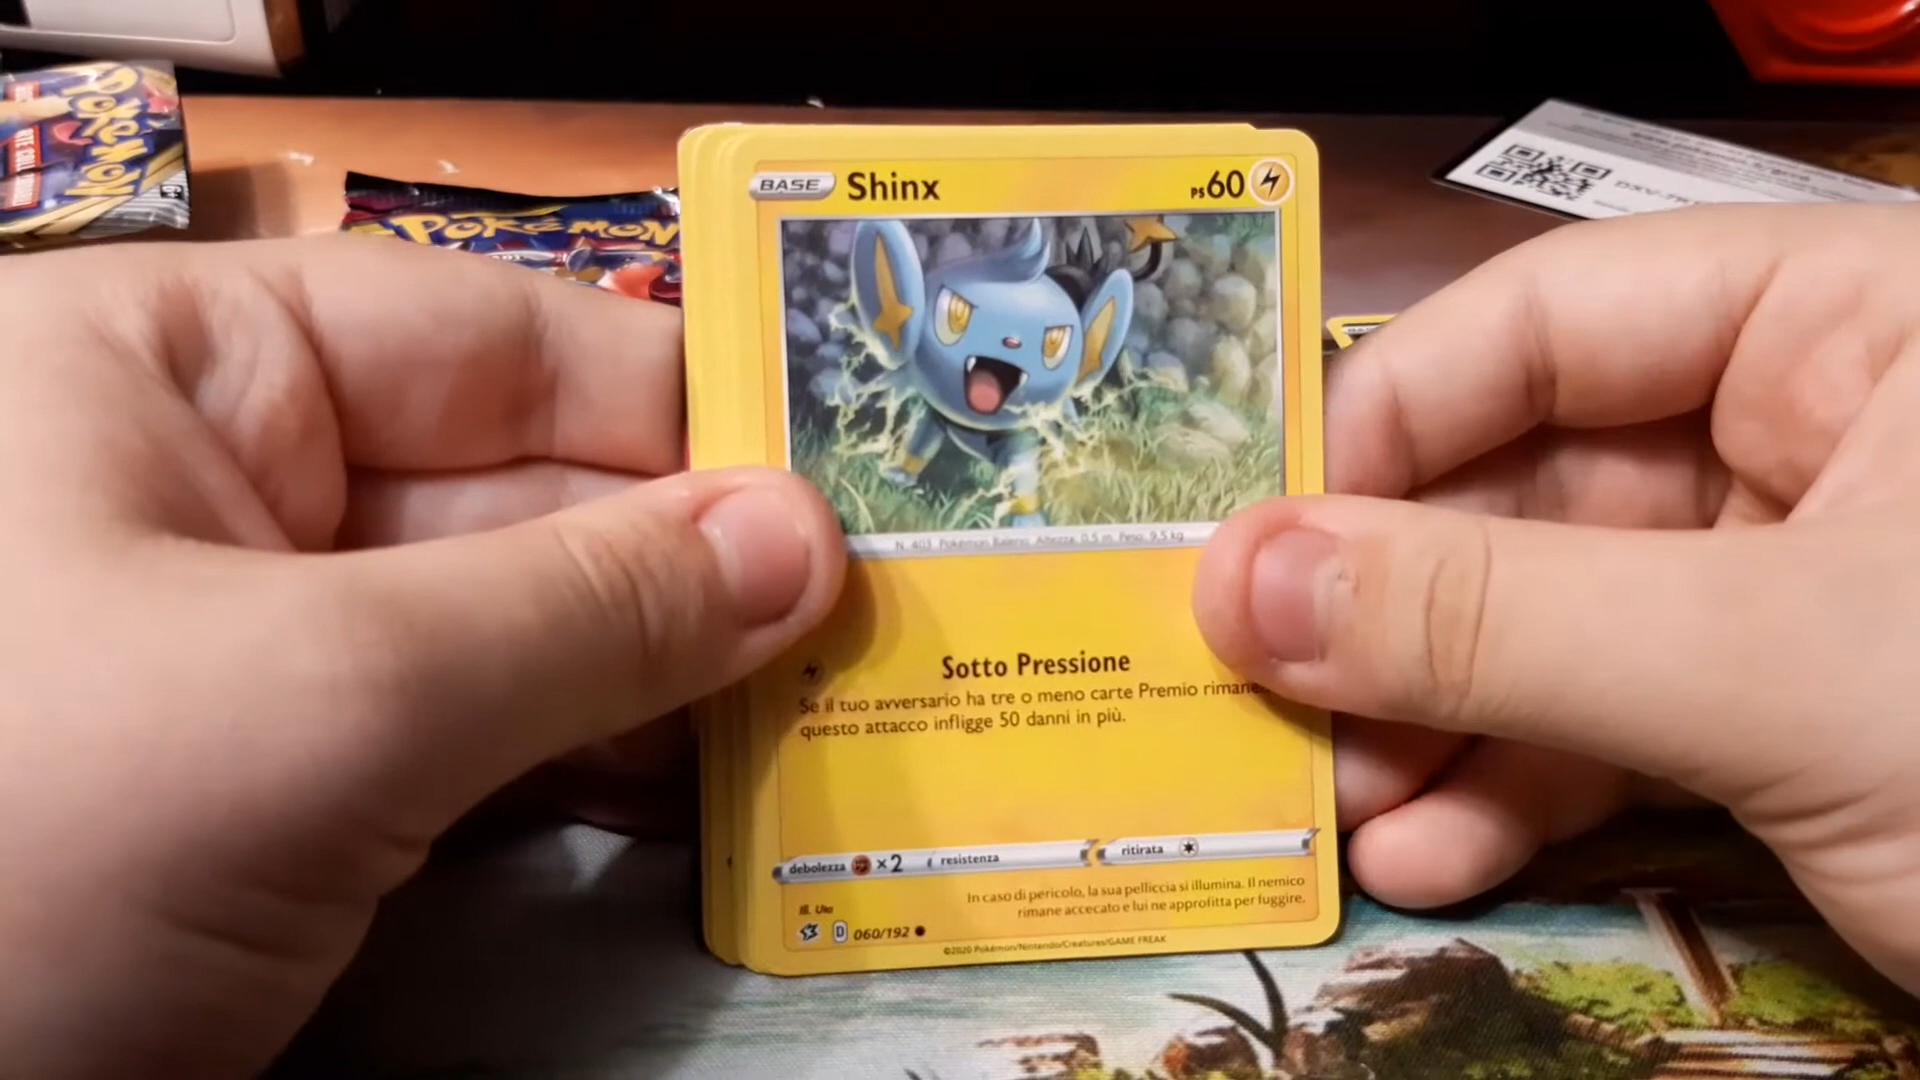 POKÉMON
POKÉMON
BASE Shinx PS60
N. 403 Pokémon Baleno Altezza: 0.5 m Peso: 9.5 kg
Sotto Pressione
Se il tuo avversario ha tre o meno carte Premio
questo attacco infligge 50 danni in più.
debolezza ×2 resistenza ritirata
In caso di pericolo, la sua pelliccia si illumina. Il nemico
rimane accecato e lui ne approfitta per fuggire.
Ill.
D 060/192
©2020 Pokémon/Nintendo/Creatures/GAME FREAK